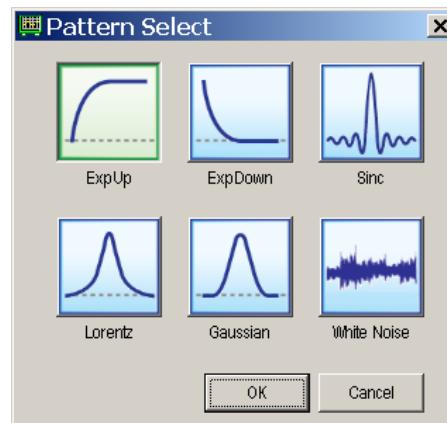 Pattern Select
ExpUp ExpDown Sinc
Lorentz Gaussian White Noise
OK Cancel